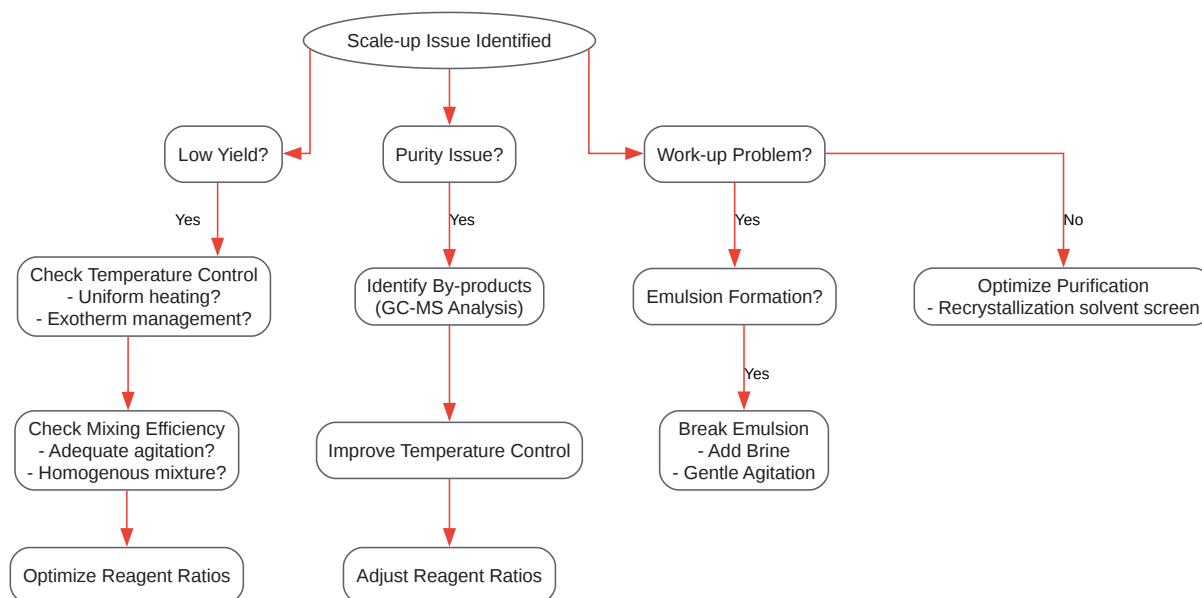 Scale-up Issue Identified
Low Yield?
Purity Issue?
Work-up Problem?
Yes
Yes
Yes
No
Check Temperature Control
- Uniform heating?
- Exotherm management?
Identify By-products
(GC-MS Analysis)
Emulsion Formation?
Optimize Purification
- Recrystallization solvent screen
Yes
Check Mixing Efficiency
- Adequate agitation?
- Homogenous mixture?
Improve Temperature Control
Break Emulsion
- Add Brine
- Gentle Agitation
Optimize Reagent Ratios
Adjust Reagent Ratios